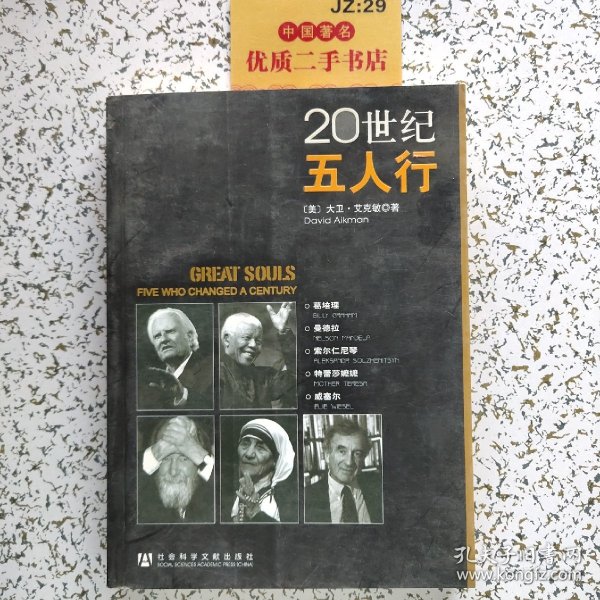 JZ:29
中国著名
优质二手书店
20世纪
五人行
〔美〕大卫·艾克敏◎著
David Aikman
GREAT SOULS
FIVE WHO CHANGED A CENTURY
葛培理
BILLY GRAHAM
曼德拉
NELSON MANDELA
索尔仁尼琴
ALEKSANDR SOLZHENITSYN
特蕾莎嬷嬷
MOTHER TERESA
威塞尔
ELIE WIESEL
社会科学文献出版社
SOCIAL SCIENCES ACADEMIC PRESS (CHINA)
孔夫子旧书网
www.kongfz.com